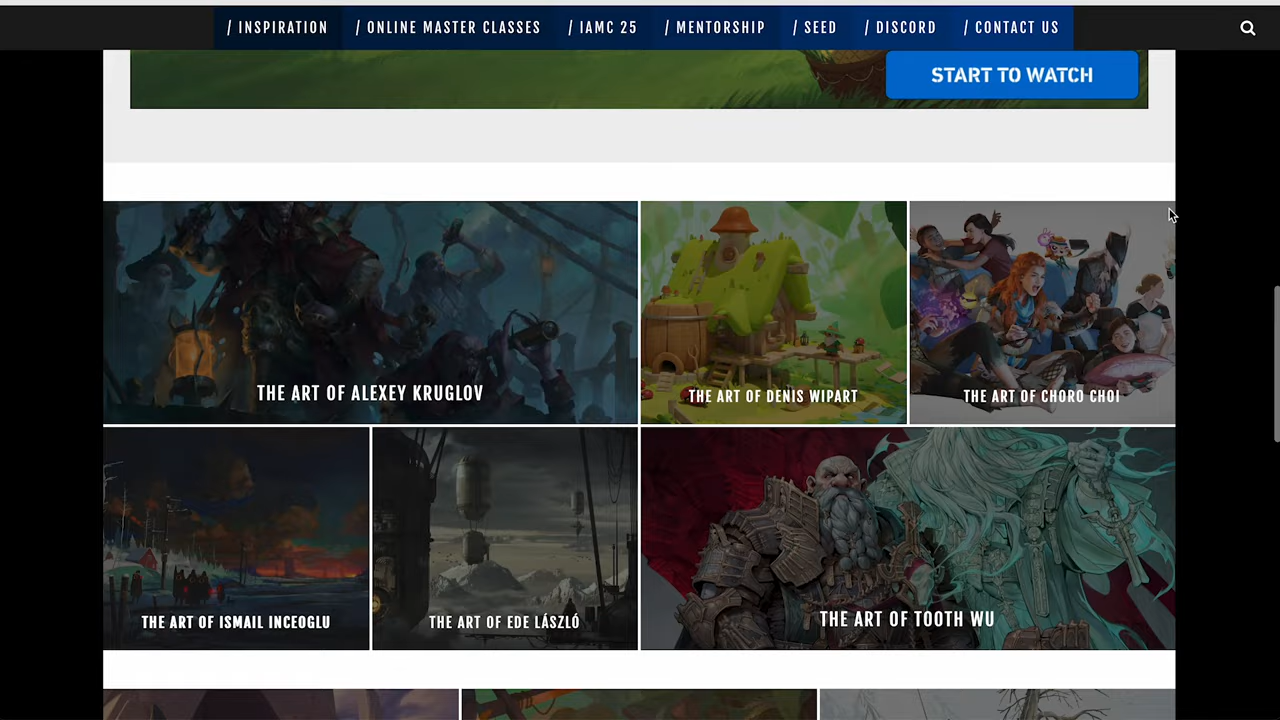 / INSPIRATION / ONLINE MASTER CLASSES / IAMC 25 / MENTORSHIP / SEED / DISCORD / CONTACT US
START TO WATCH
THE ART OF ALEXEY KRUGLOV
THE ART OF DENIS WIPART
THE ART OF CHORO CHOI
THE ART OF ISMAIL INCEOGLU
THE ART OF EDE LÁSZLÓ
THE ART OF TOOTH WU